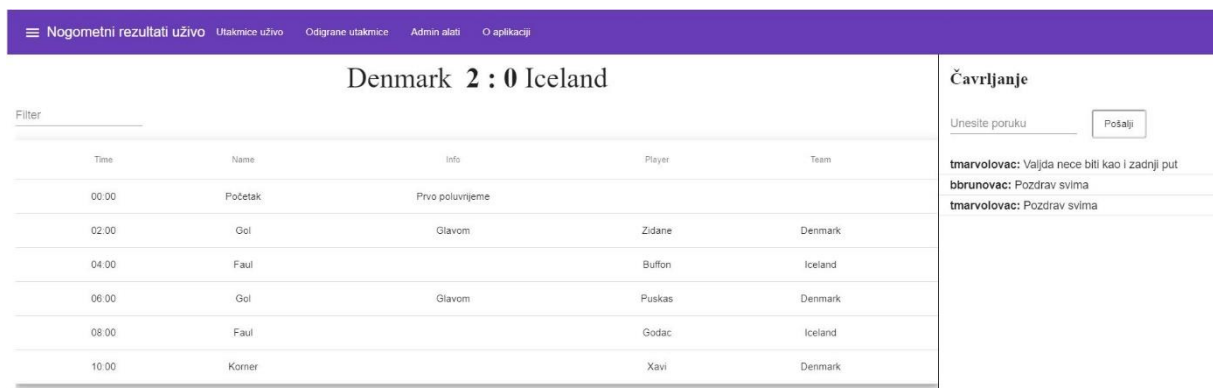 Nogometni rezultati uživo Utakmice uživo Odigrane utakmice Admin alati O aplikaciji
Denmark 2 : 0 Iceland
Filter
Time Name Info Player Team
00:00 Početak Prvo poluvrijeme
02:00 Gol Glavom Zidane Denmark
04:00 Faul Buffon Iceland
06:00 Gol Glavom Puskas Denmark
08:00 Faul Godac Iceland
10:00 Korner Xavi Denmark
Čavrljanje
Unesite poruku Pošalji
tmarvolovac: Valjda nece biti kao i zadnji put
bbrunovac: Pozdrav svima
tmarvolovac: Pozdrav svima